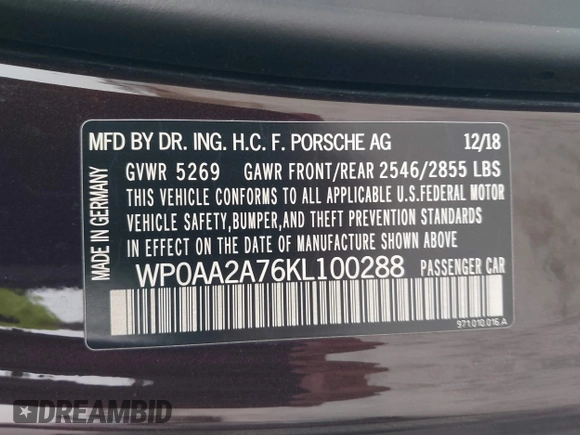 MFD BY DR. ING. H.C. F. PORSCHE AG 12/18
GVWR 5269 GAWR FRONT/REAR 2546/2855 LBS
THIS VEHICLE CONFORMS TO ALL APPLICABLE U.S.FEDERAL MOTOR
VEHICLE SAFETY,BUMPER,AND THEFT PREVENTION STANDARDS
IN EFFECT ON THE DATE OF MANUFACTURE SHOWN ABOVE.
WP0AA2A76KL100288 PASSENGER CAR
971.010.016.A
MADE IN GERMANY
DREAMBID